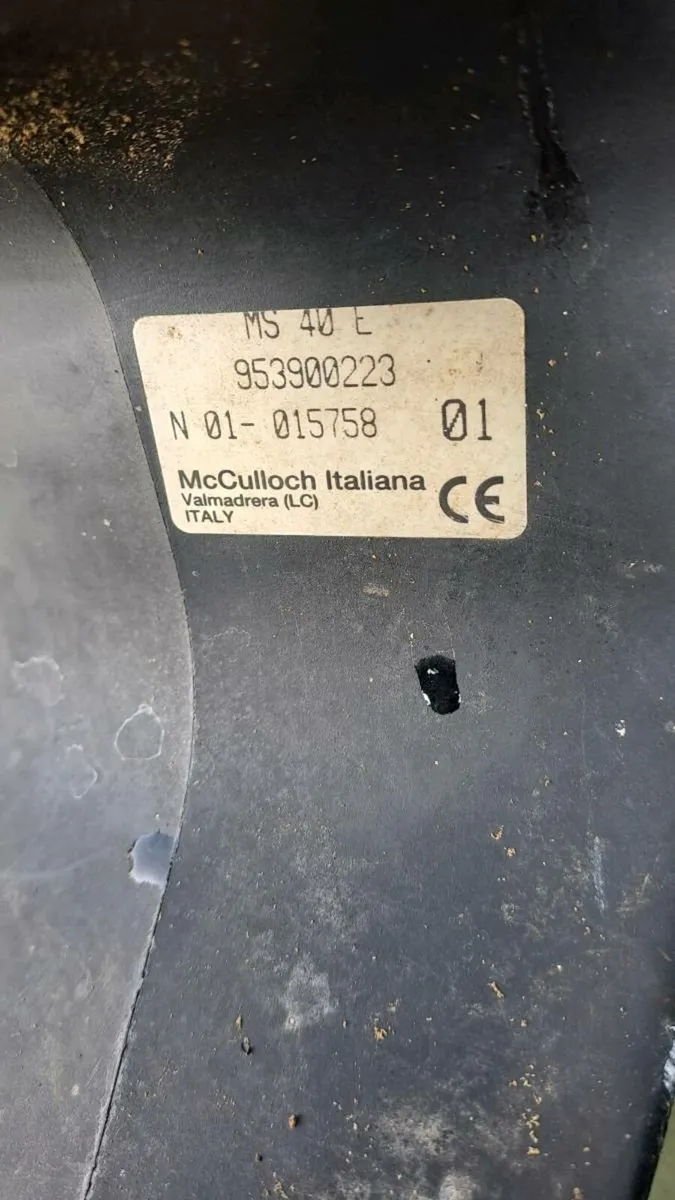 MS 40 E
953900223
N 01- 015758 01
McCulloch Italiana
Valmadrera (LC)
ITALY
CE